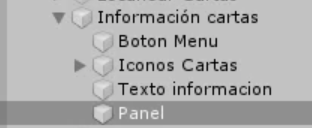 Información cartas
Boton Menu
Iconos Cartas
Texto informacion
Panel